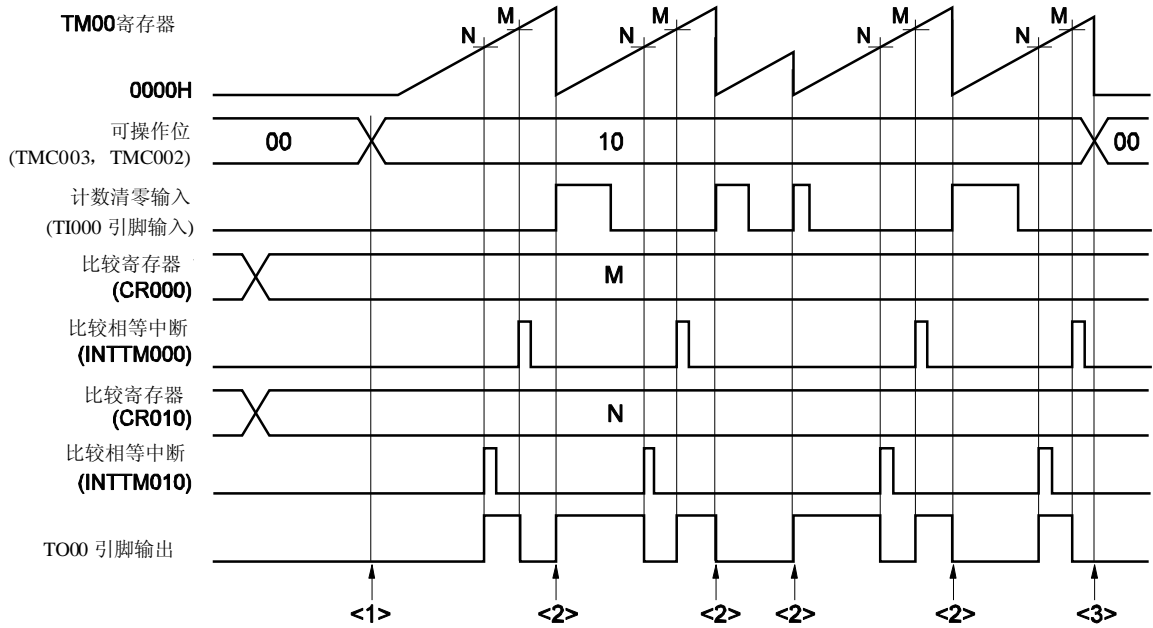 M M M M
TM00寄存器
N N N N
0000H
可操作位
(TMC003，TMC002)
00 10 00
计数清零输入
(TI000 引脚输入)
比较寄存器
(CR000)
M
比较相等中断
(INTTM000)
比较寄存器
(CR010)
N
比较相等中断
(INTTM010)
TO00 引脚输出
<1> <2> <2> <2> <2> <3>